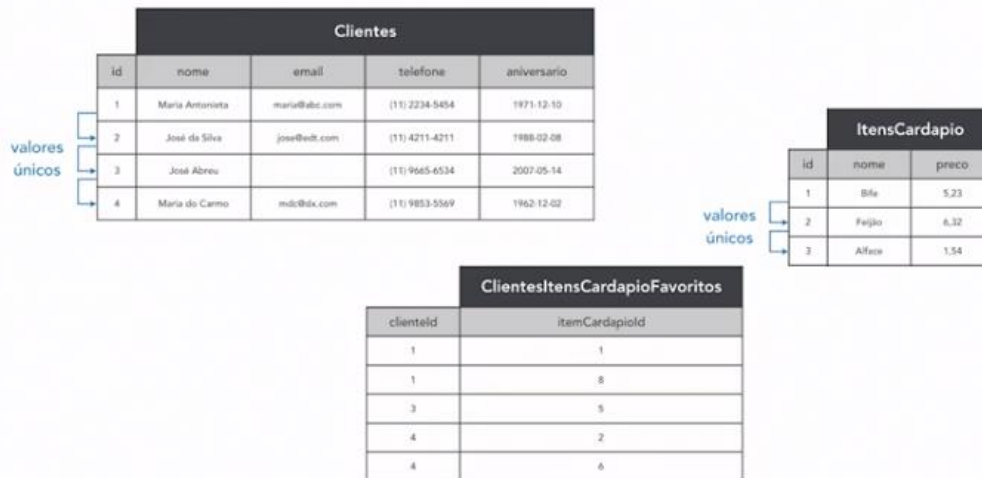 Clientes
id nome email telefone aniversario
1 Maria Antonieta maria@abc.com (11) 2234-5454 1971-12-10
2 José da Silva jose@edt.com (11) 4211-4211 1988-02-08
3 José Abreu (11) 9665-6534 2007-05-14
4 Maria do Carmo mdc@dx.com (11) 9853-5569 1962-12-02
valores
únicos
ItensCardapio
id nome preco
1 Bife 5,23
2 Feijão 6,32
3 Alface 1,54
valores
únicos
ClientesItensCardapioFavoritos
clienteId itemCardapioId
1 1
1 8
3 5
4 2
4 6